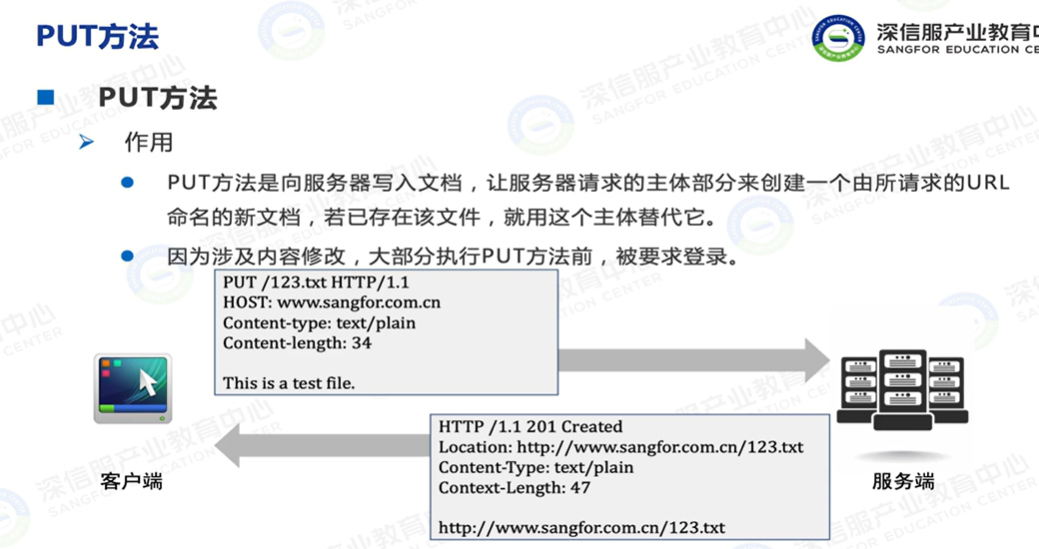 PUT方法
深信服产业教育中
SANGFOR EDUCATION CE
PUT方法
作用
PUT方法是向服务器写入文档，让服务器请求的主体部分来创建一个由所请求的URL
命名的新文档，若已存在该文件，就用这个主体替代它。
因为涉及内容修改，大部分执行PUT方法前，被要求登录。
PUT /123.txt HTTP/1.1
HOST: www.sangfor.com.cn
Content-type: text/plain
Content-length: 34
This is a test file.
HTTP /1.1 201 Created
Location: http://www.sangfor.com.cn/123.txt
Content-Type: text/plain
Context-Length: 47
http://www.sangfor.com.cn/123.txt
客户端
服务端